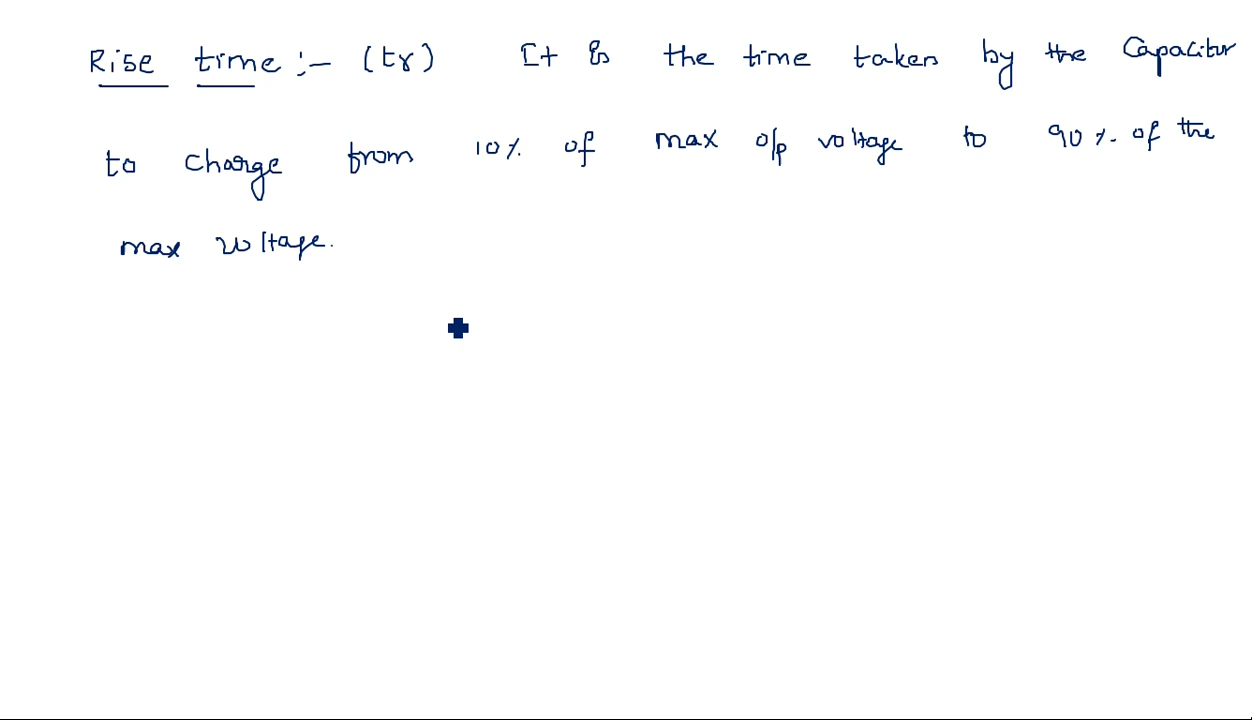 Rise time :- (tr) It is the time taken by the Capacitor
to charge from 10% of max o/p voltage to 90% of the
max voltage.